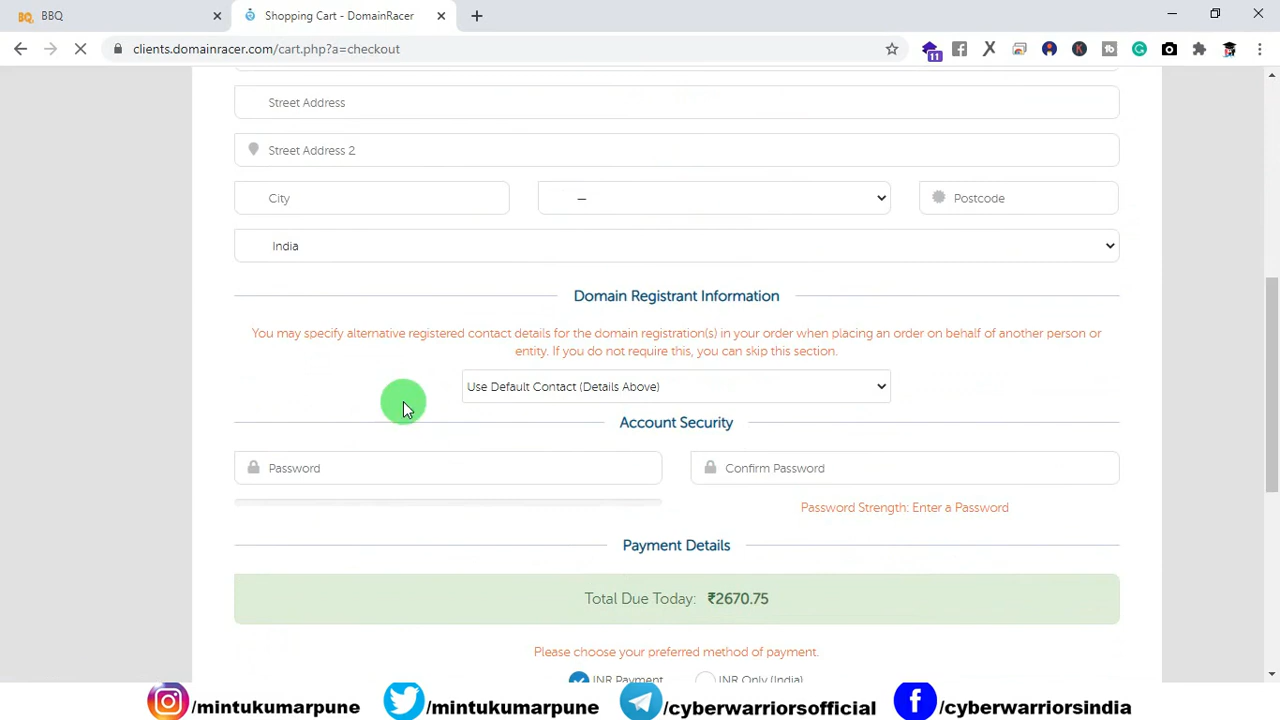 BBQ
Shopping Cart - DomainRacer
clients.domainracer.com/cart.php?a=checkout
11
Street Address
Street Address 2
City
–
Postcode
India
Domain Registrant Information
You may specify alternative registered contact details for the domain registration(s) in your order when placing an order on behalf of another person or
entity. If you do not require this, you can skip this section.
Use Default Contact (Details Above)
Account Security
Password
Confirm Password
Password Strength: Enter a Password
Payment Details
Total Due Today: ₹2670.75
Please choose your preferred method of payment.
INR Payment
INR Only (India)
/mintukumarpune
/mintukumarpune
/cyberwarriorsofficial
/cyberwarriorsindia